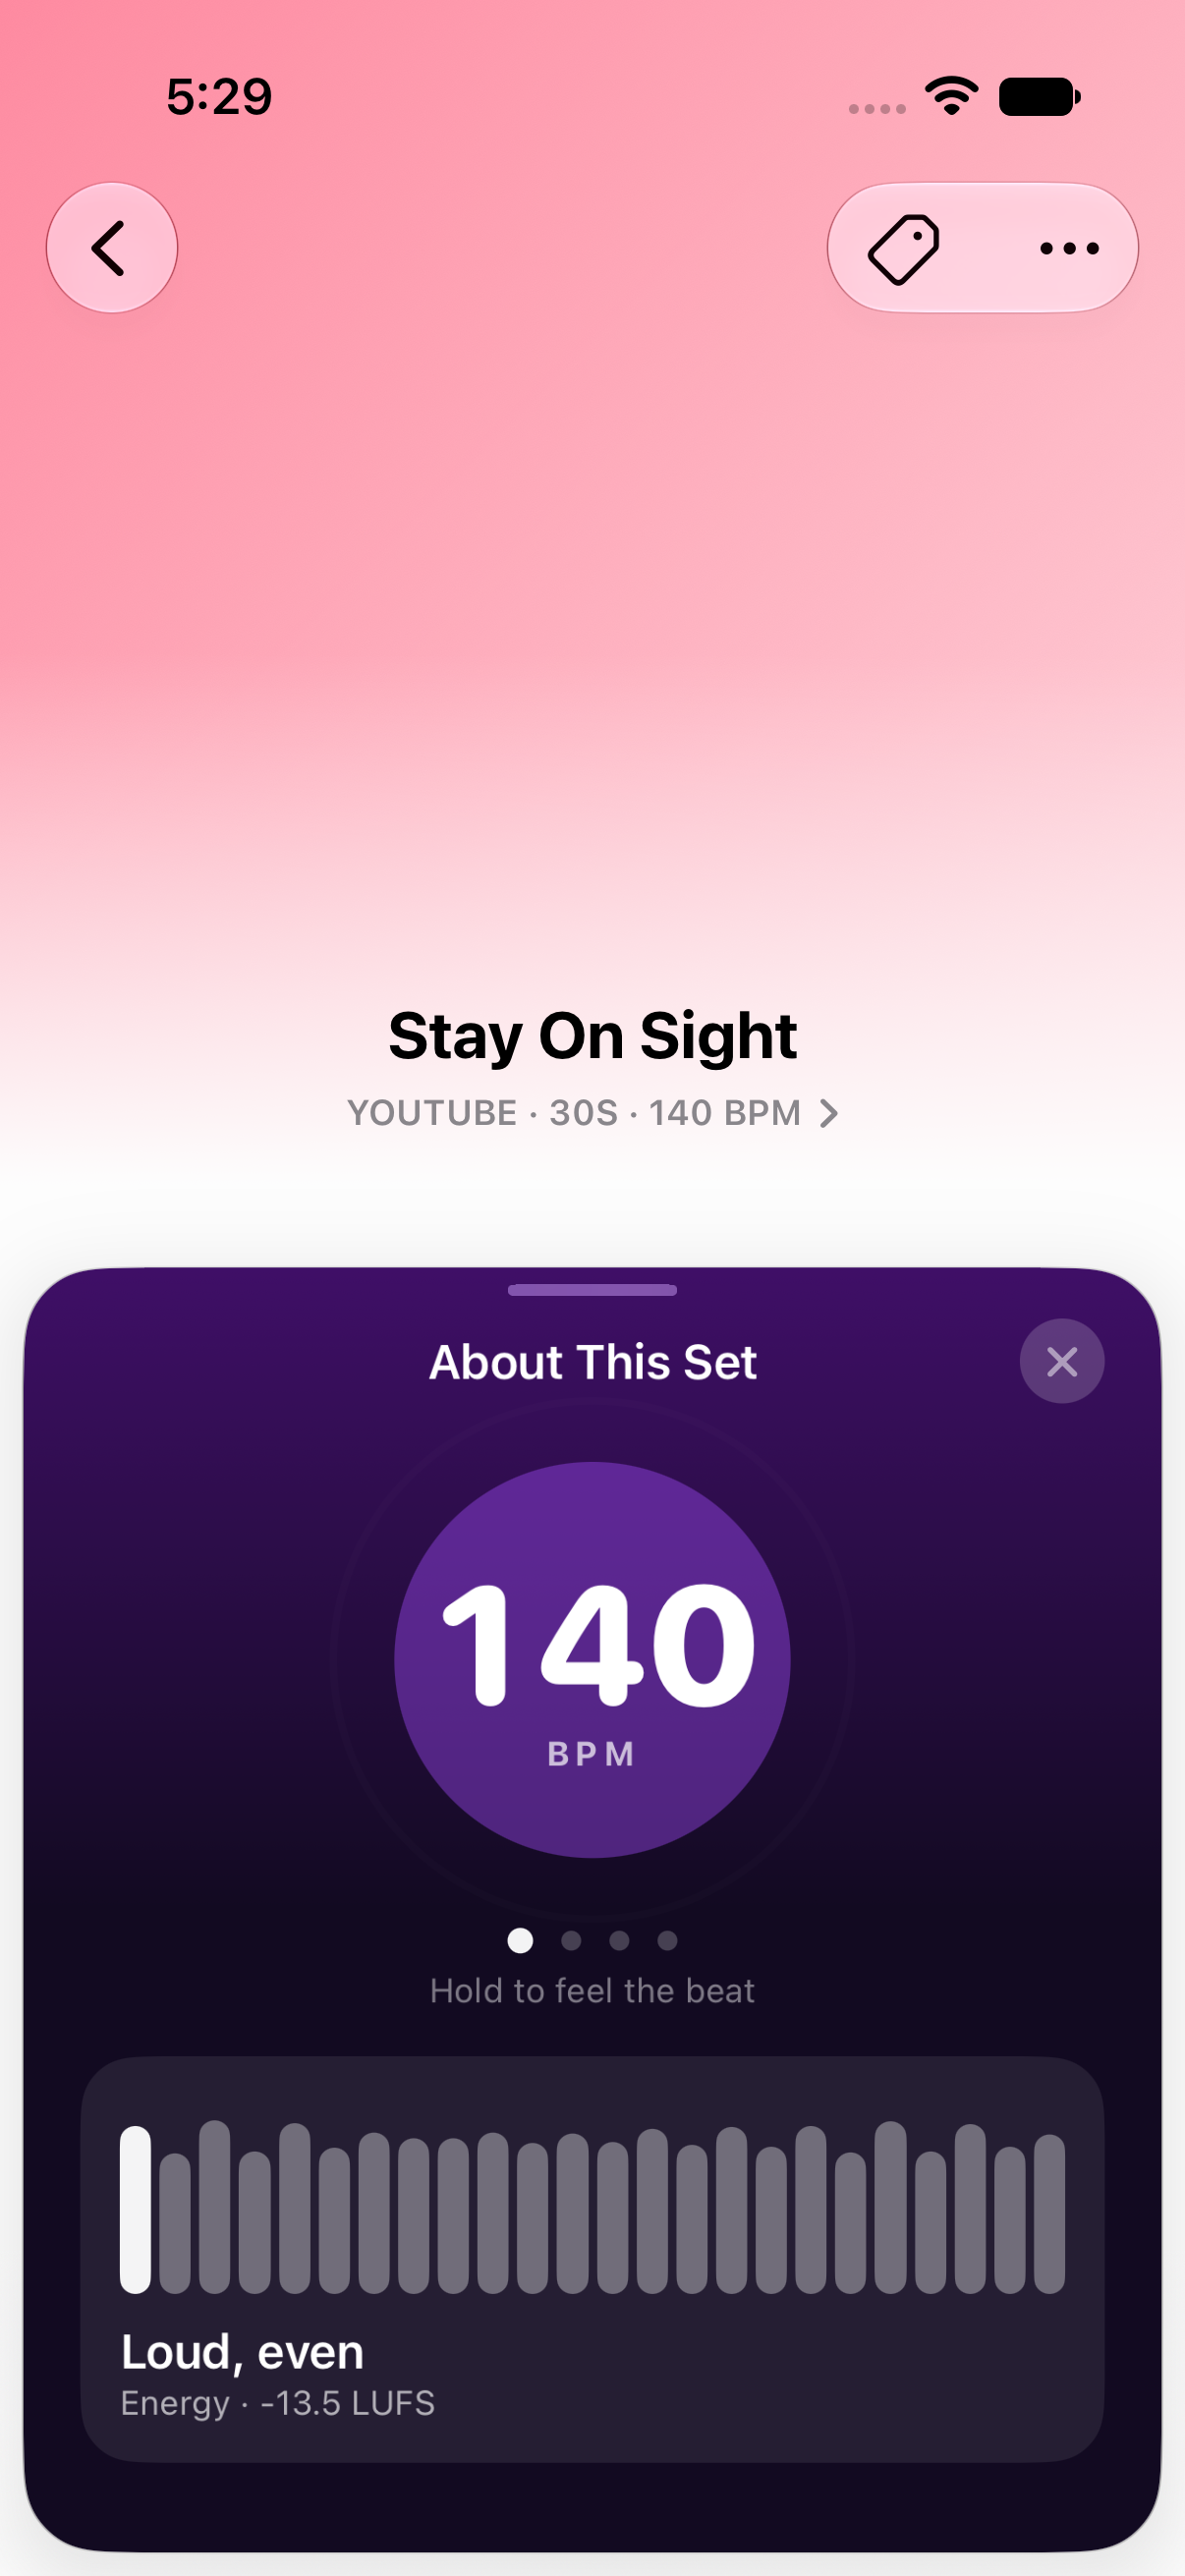 5:29
Stay On Sight
YOUTUBE · 30S · 140 BPM
About This Set
140
BPM
Hold to feel the beat
Loud, even
Energy · -13.5 LUFS